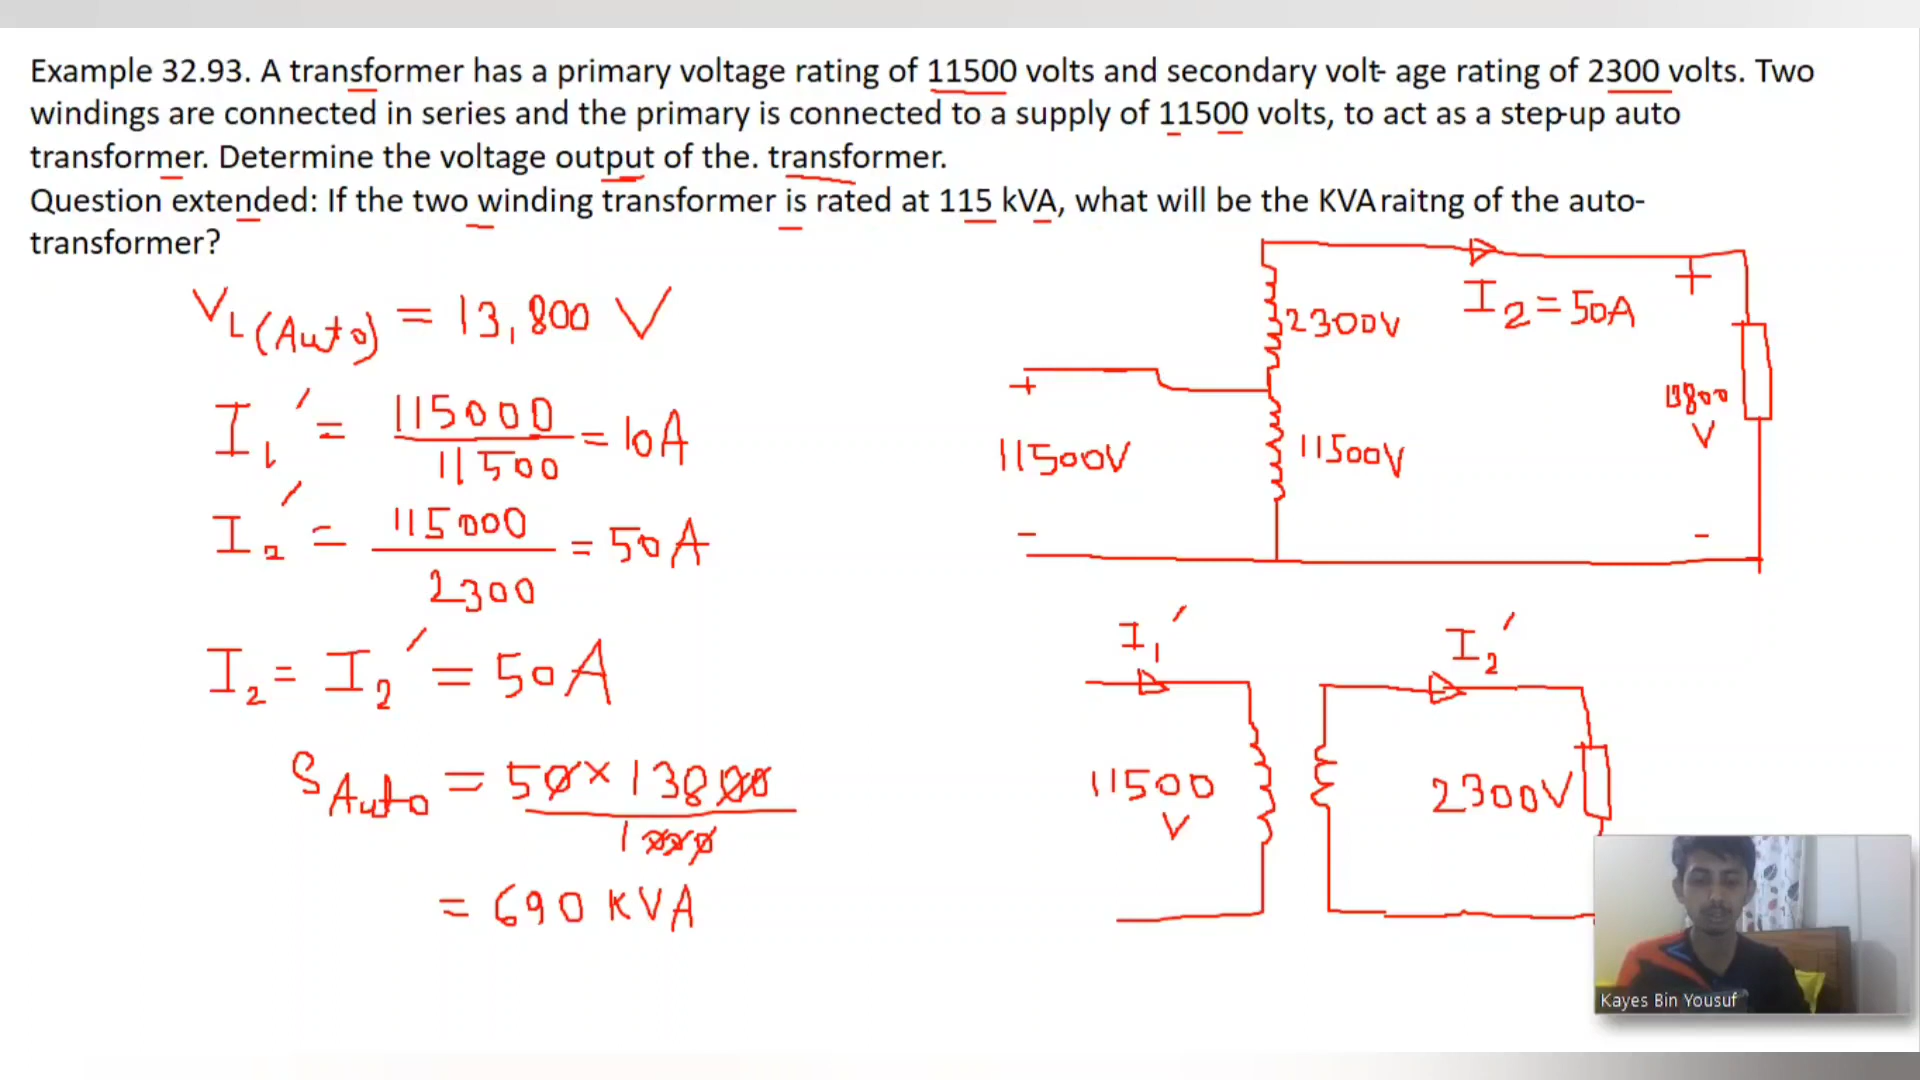 Example 32.93. A transformer has a primary voltage rating of 11500 volts and secondary volt- age rating of 2300 volts. Two
windings are connected in series and the primary is connected to a supply of 11500 volts, to act as a step-up auto
transformer. Determine the voltage output of the. transformer.
Question extended: If the two winding transformer is rated at 115 kVA, what will be the KVA raitng of the auto-
transformer?
V_L(Auto) = 13,800 V
I₁′ = 115000 / 11500 = 10A
I₂′ = 115000 / 2300 = 50A
I₂ = I₂′ = 50A
S_Auto = 50 × 13800 / 1000
= 690 KVA
I₂ = 50A
+
2300V
+
13800
V
11500V
11500V
-
-
I₁′
I₂′
11500
V
2300V
Kayes Bin Yousuf